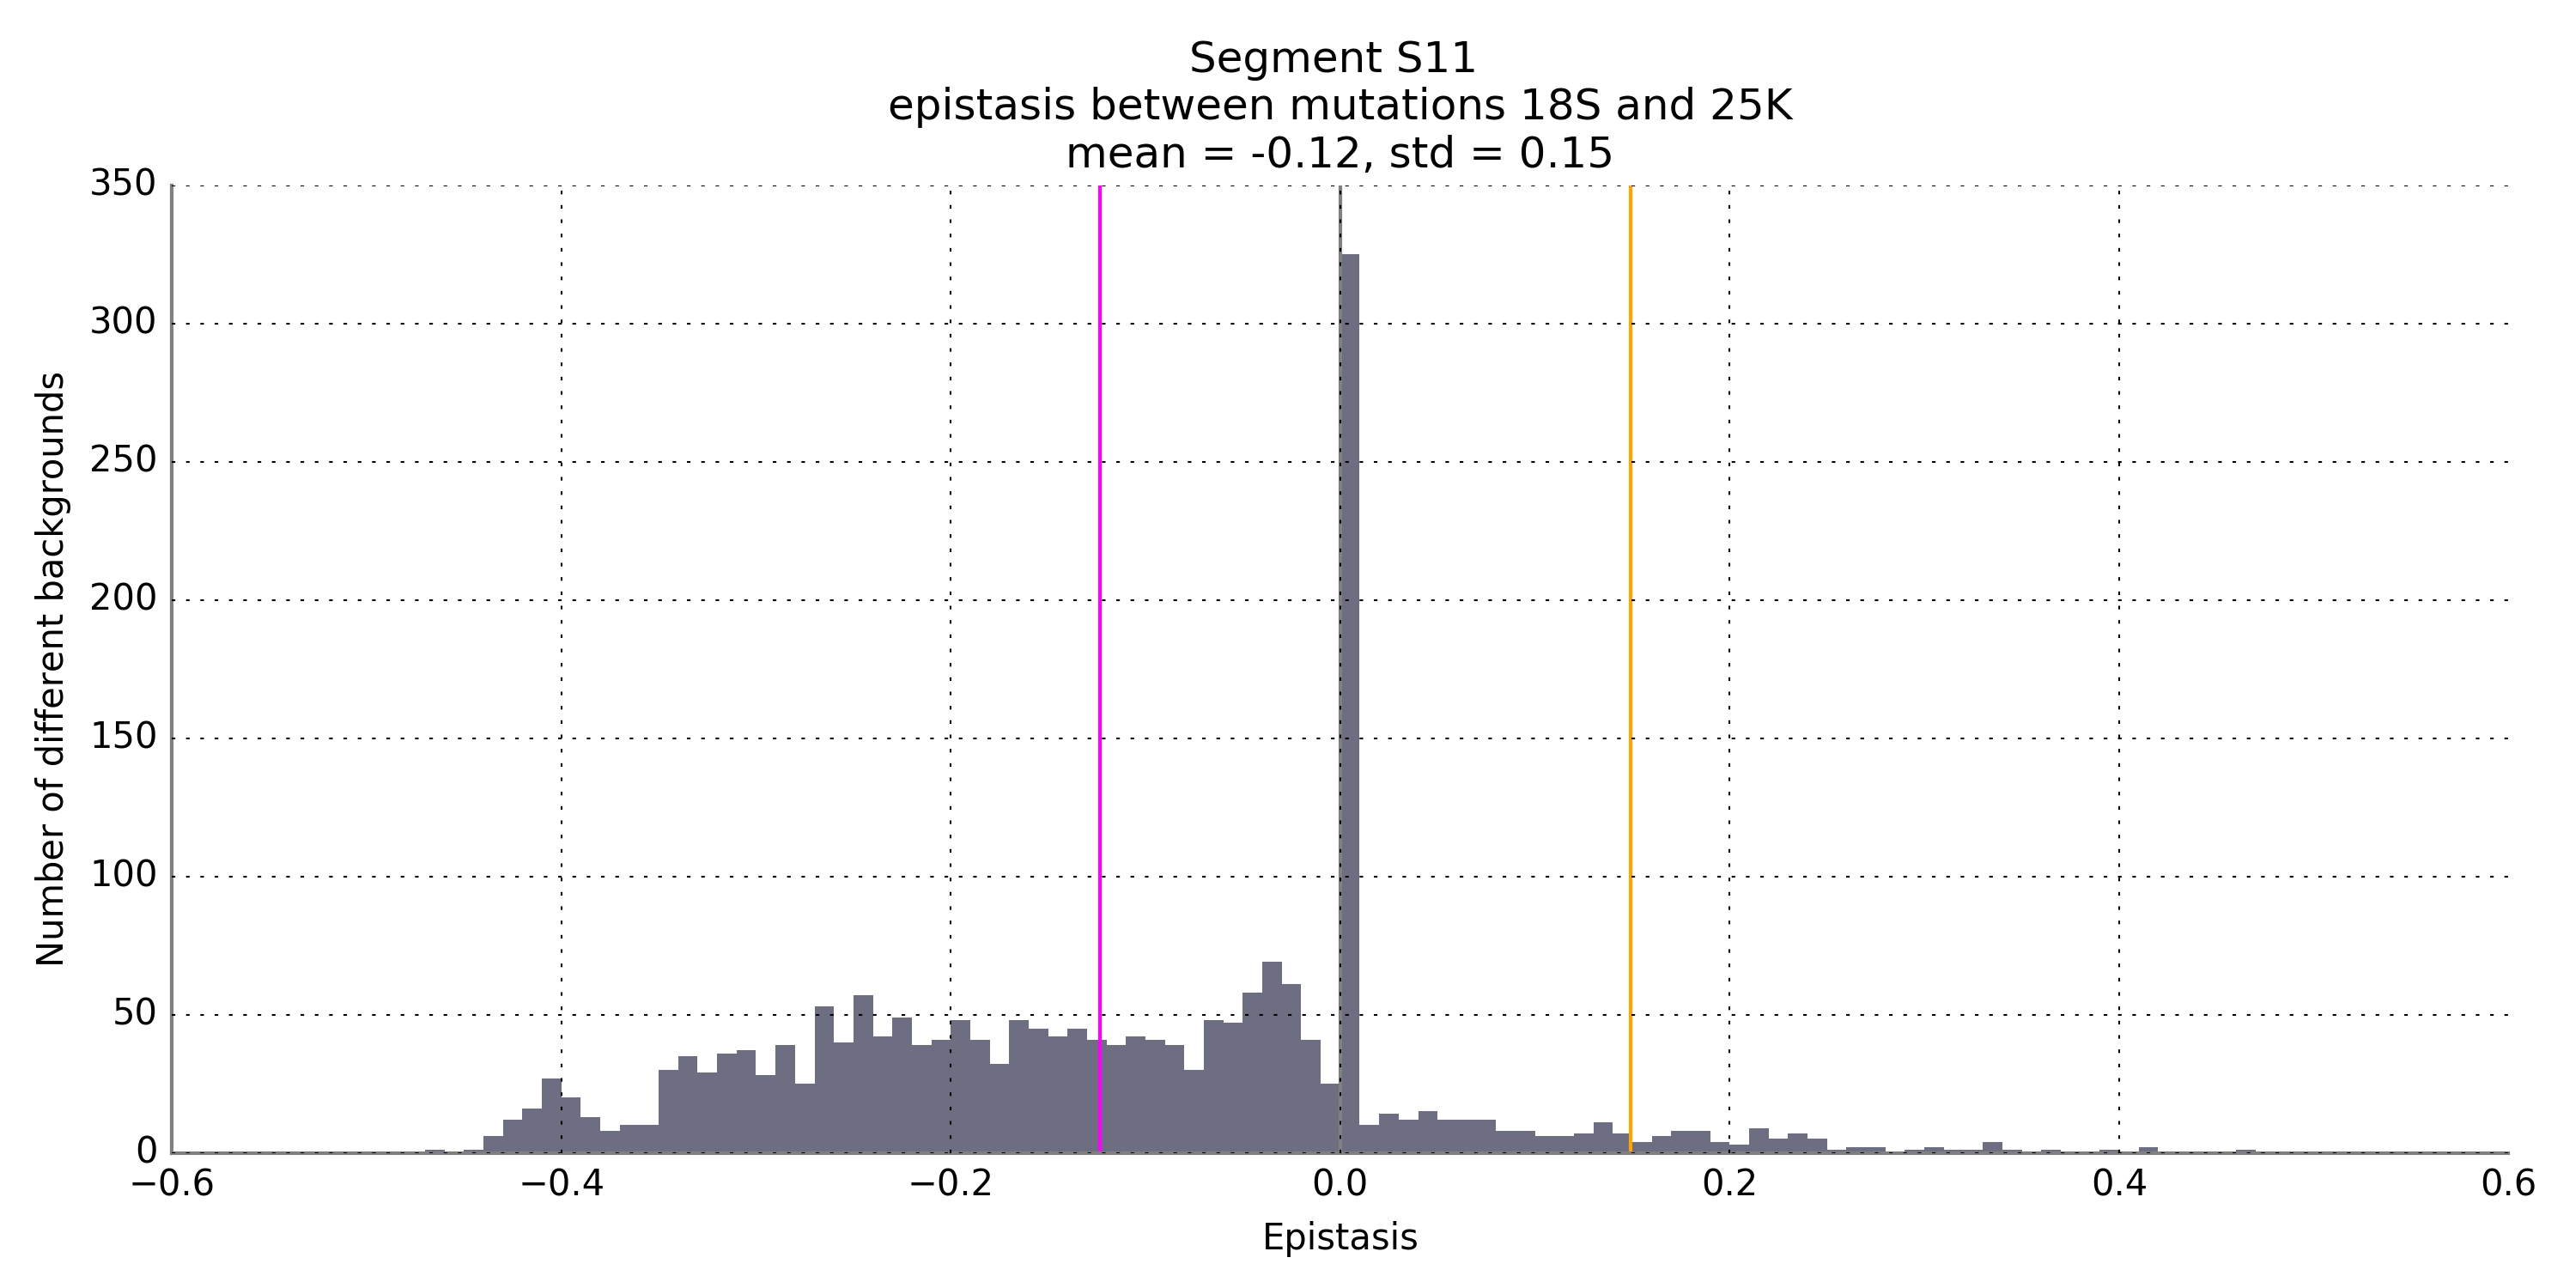 Segment S11
epistasis between mutations 18S and 25K
mean = -0.12, std = 0.15
350
300
250
200
150
100
50
0
Number of different backgrounds
−0.6 −0.4 −0.2 0.0 0.2 0.4 0.6
Epistasis